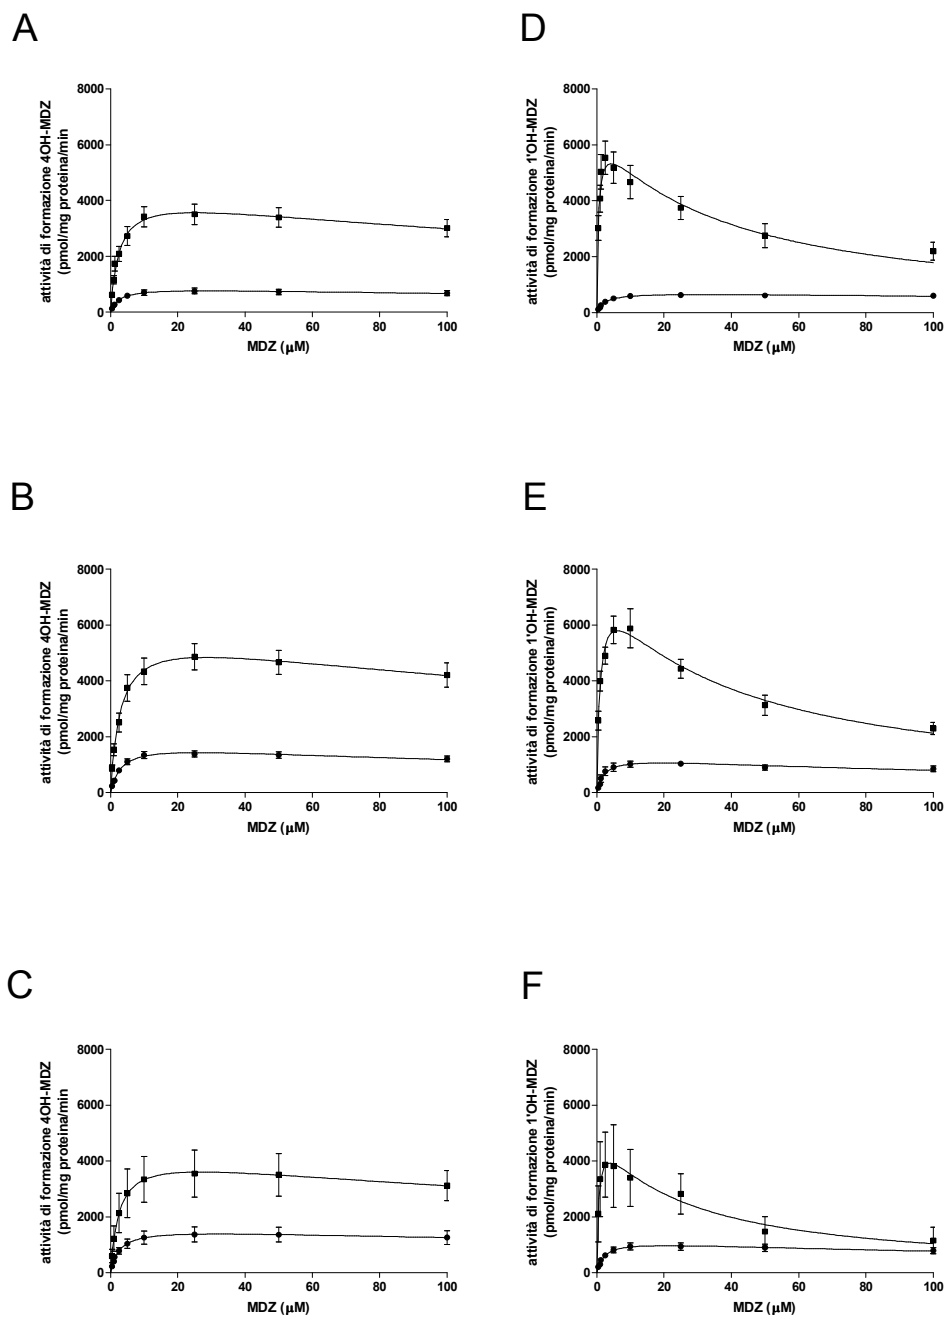 A
8000
6000
4000
2000
0
attività di formazione 4OH-MDZ
(pmol/mg proteina/min
0 20 40 60 80 100
MDZ (μM)
D
8000
6000
4000
2000
0
attività di formazione 1'OH-MDZ
(pmol/mg proteina/min)
0 20 40 60 80 100
MDZ (μM)
B
8000
6000
4000
2000
0
attività di formazione 4OH-MDZ
(pmol/mg proteina/min
0 20 40 60 80 100
MDZ (μM)
E
8000
6000
4000
2000
0
attività di formazione 1'OH-MDZ
(pmol/mg proteina/min)
0 20 40 60 80 100
MDZ (μM)
C
8000
6000
4000
2000
0
attività di formazione 4OH-MDZ
(pmol/mg proteina/min
0 20 40 60 80 100
MDZ (μM)
F
8000
6000
4000
2000
0
attività di formazione 1'OH-MDZ
(pmol/mg proteina/min)
0 20 40 60 80 100
MDZ (μM)